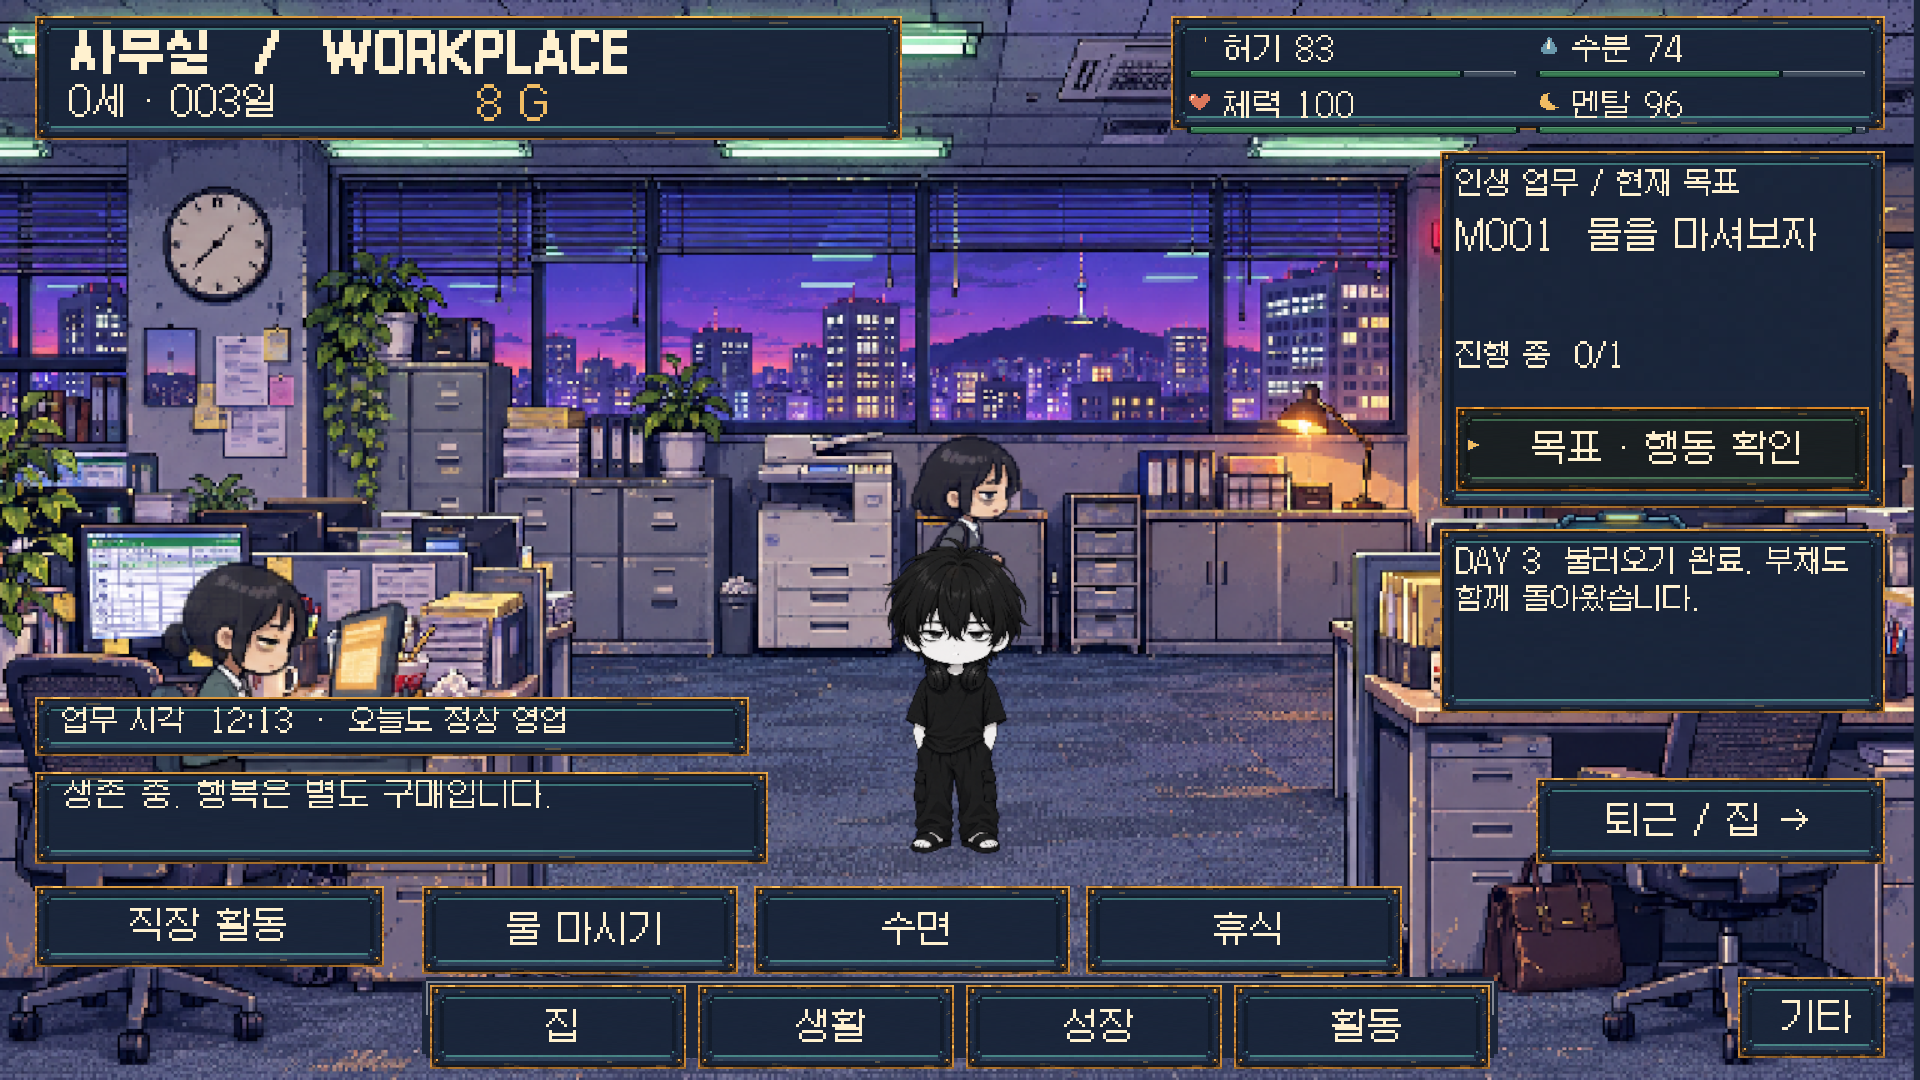 사무실 / WORKPLACE
0세 · 003일 8 G
허기 83
수분 74
체력 100
멘탈 96
인생 업무 / 현재 목표
M001 물을 마셔보자
진행 중 0/1
▸ 목표 · 행동 확인
DAY 3 불러오기 완료. 부채도
함께 돌아왔습니다.
업무 시각 12:13 · 오늘도 정상 영업
생존 중. 행복은 별도 구매입니다.
퇴근 / 집 →
직장 활동
물 마시기
수면
휴식
집
생활
성장
활동
기타